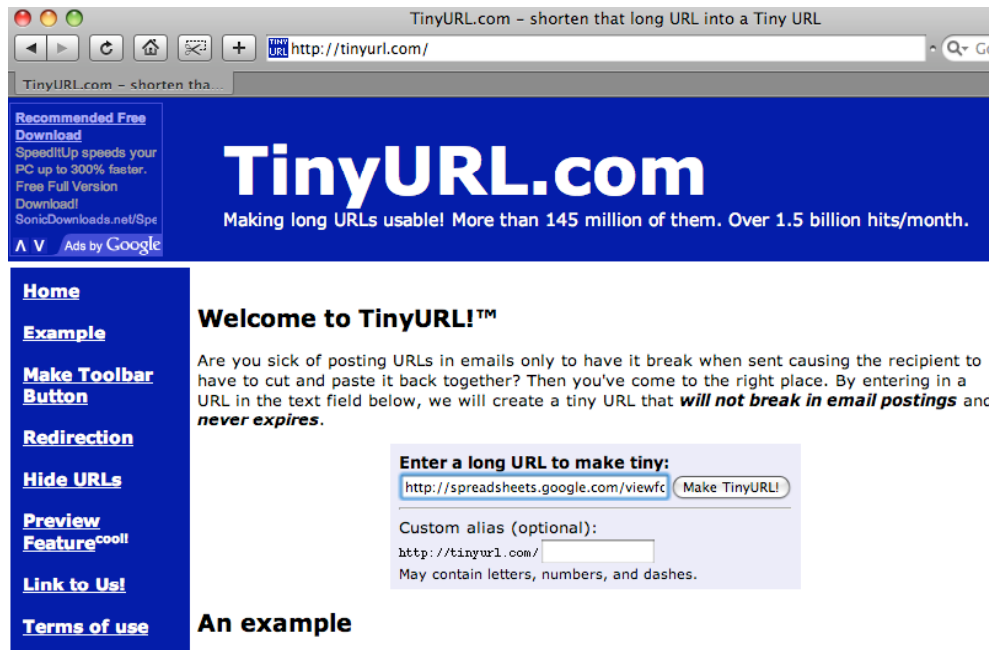 TinyURL.com – shorten that long URL into a Tiny URL
http://tinyurl.com/
TinyURL.com – shorten tha...
Recommended Free
Download
SpeedItUp speeds your
PC up to 300% faster.
Free Full Version
Download!
SonicDownloads.net/Spe
Ads by Google
TinyURL.com
Making long URLs usable! More than 145 million of them. Over 1.5 billion hits/month.
Home
Example
Make Toolbar
Button
Redirection
Hide URLs
Preview
Featurecool!
Link to Us!
Terms of use
Welcome to TinyURL!™
Are you sick of posting URLs in emails only to have it break when sent causing the recipient to
have to cut and paste it back together? Then you've come to the right place. By entering in a
URL in the text field below, we will create a tiny URL that will not break in email postings and
never expires.
Enter a long URL to make tiny:
http://spreadsheets.google.com/viewfo Make TinyURL!
Custom alias (optional):
http://tinyurl.com/
May contain letters, numbers, and dashes.
An example